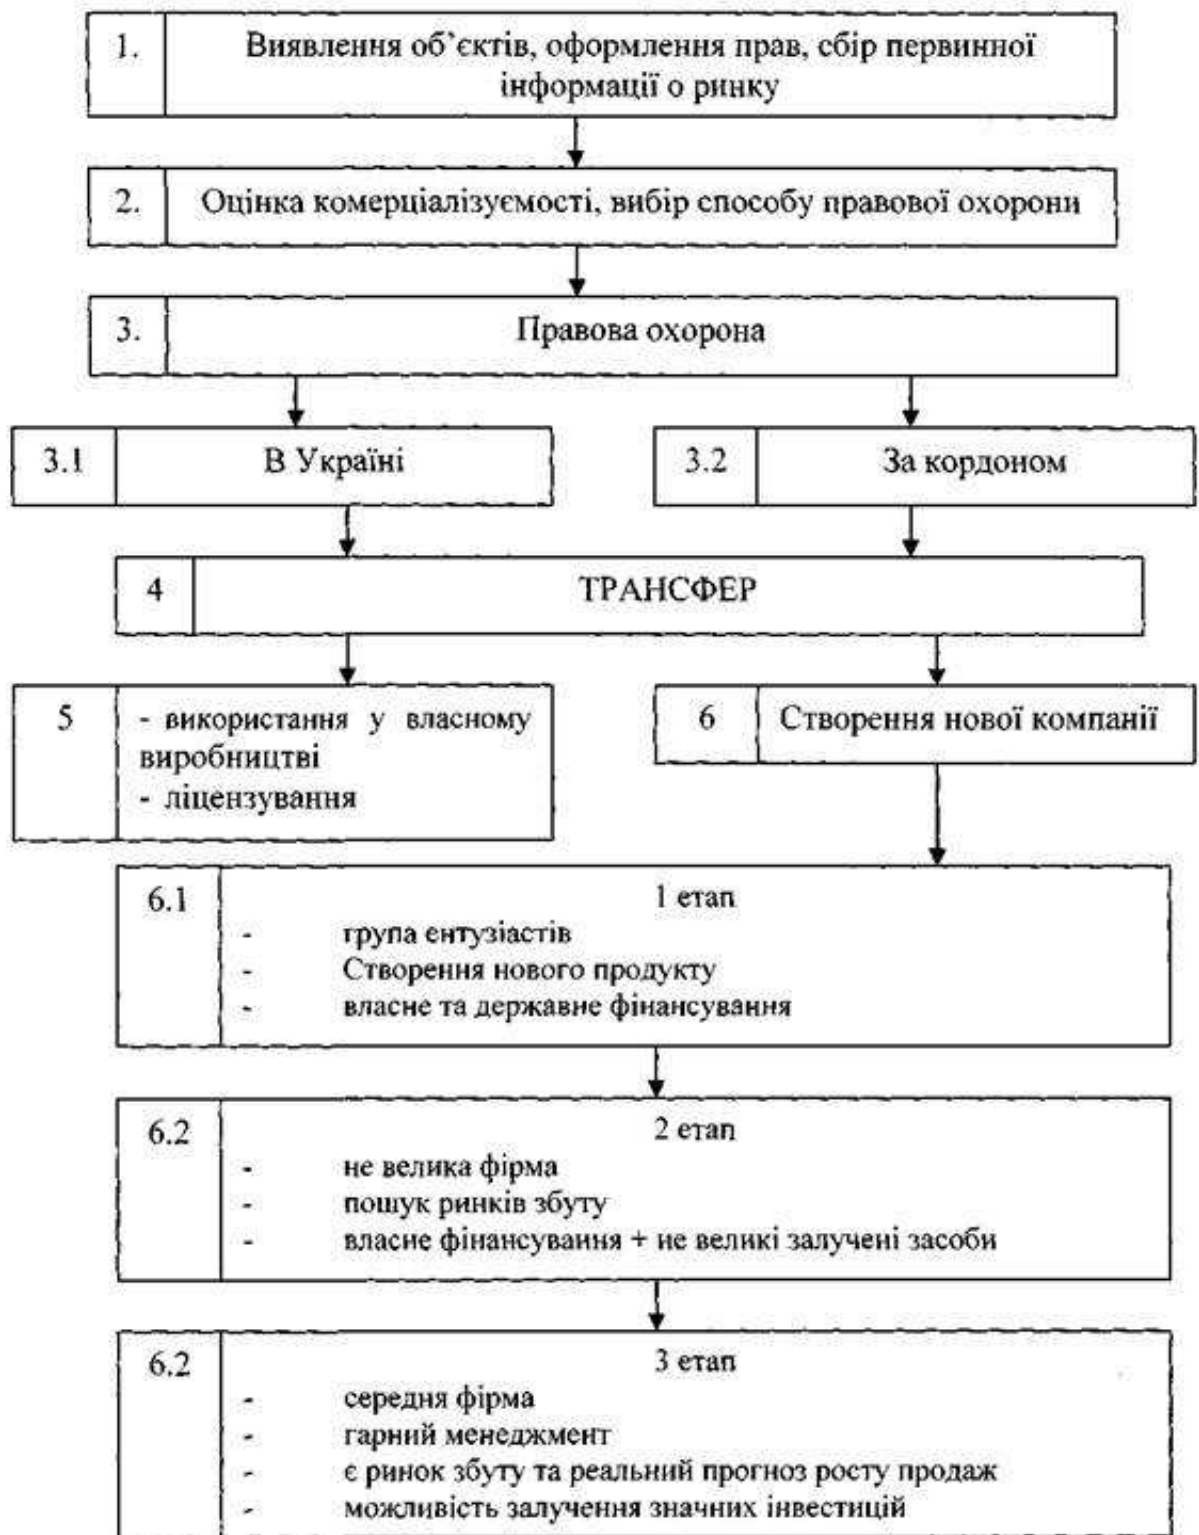 1. Виявлення об’єктів, оформлення прав, сбір первинної
інформації о ринку
2. Оцінка комерціалізуємості, вибір способу правової охорони
3. Правова охорона
3.1 В Україні
3.2 За кордоном
4 ТРАНСФЕР
5 - використання у власному
виробництві
- ліцензування
6 Створення нової компанії
6.1 1 етап
- група ентузіастів
- Створення нового продукту
- власне та державне фінансування
6.2 2 етап
- не велика фірма
- пошук ринків збуту
- власне фінансування + не великі залучені засоби
6.2 3 етап
- середня фірма
- гарний менеджмент
- є ринок збуту та реальний прогноз росту продаж
- можливість залучення значних інвестицій